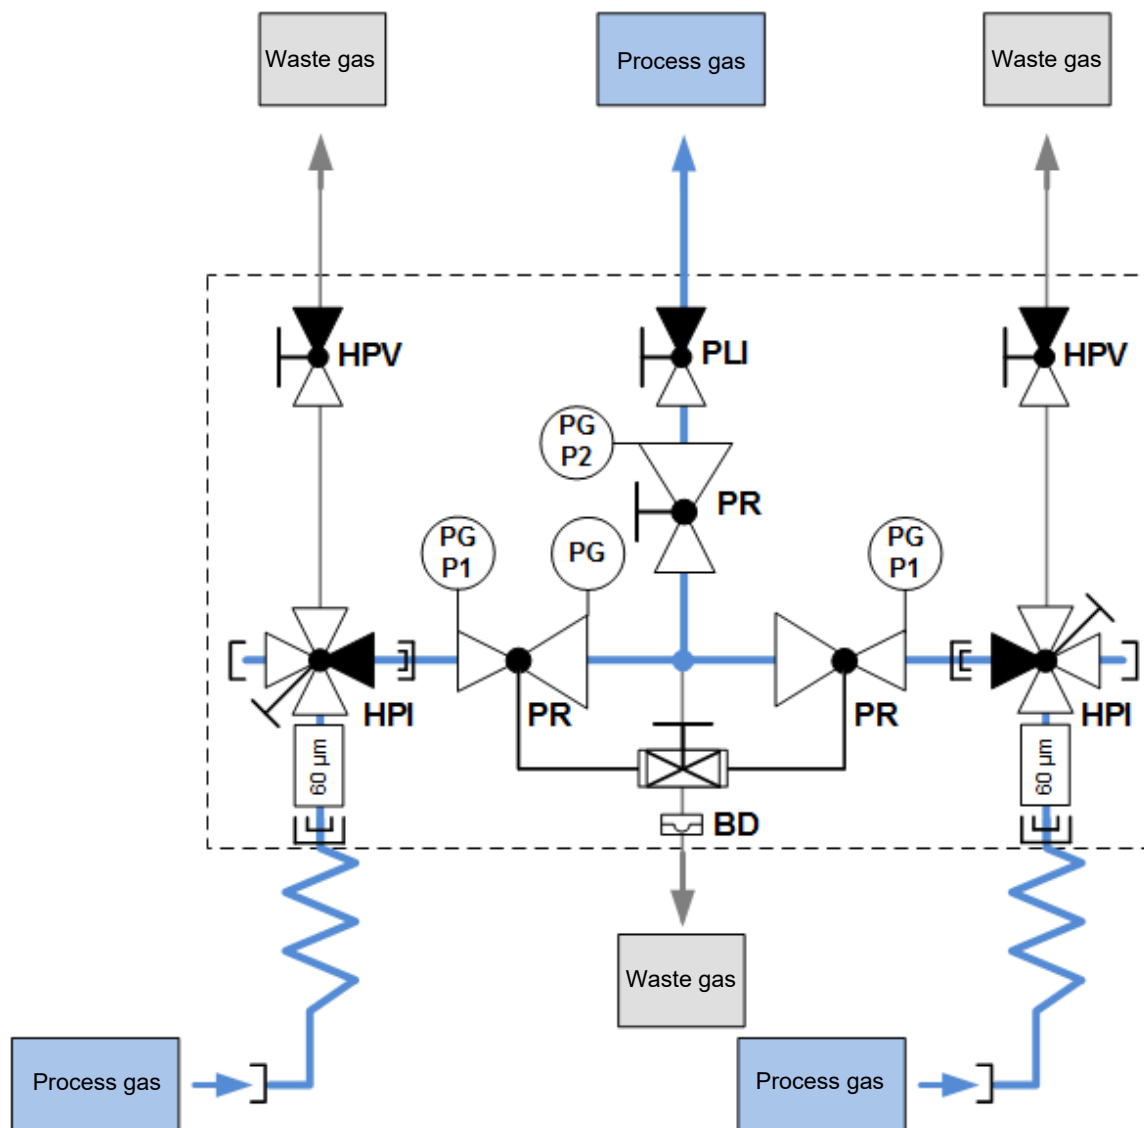 Waste gas
Process gas
Waste gas
HPV
PLI
HPV
PG
P2
PR
PG
P1
PG
PG
P1
HPI
PR
PR
HPI
60 µm
60 µm
BD
Waste gas
Process gas
Process gas